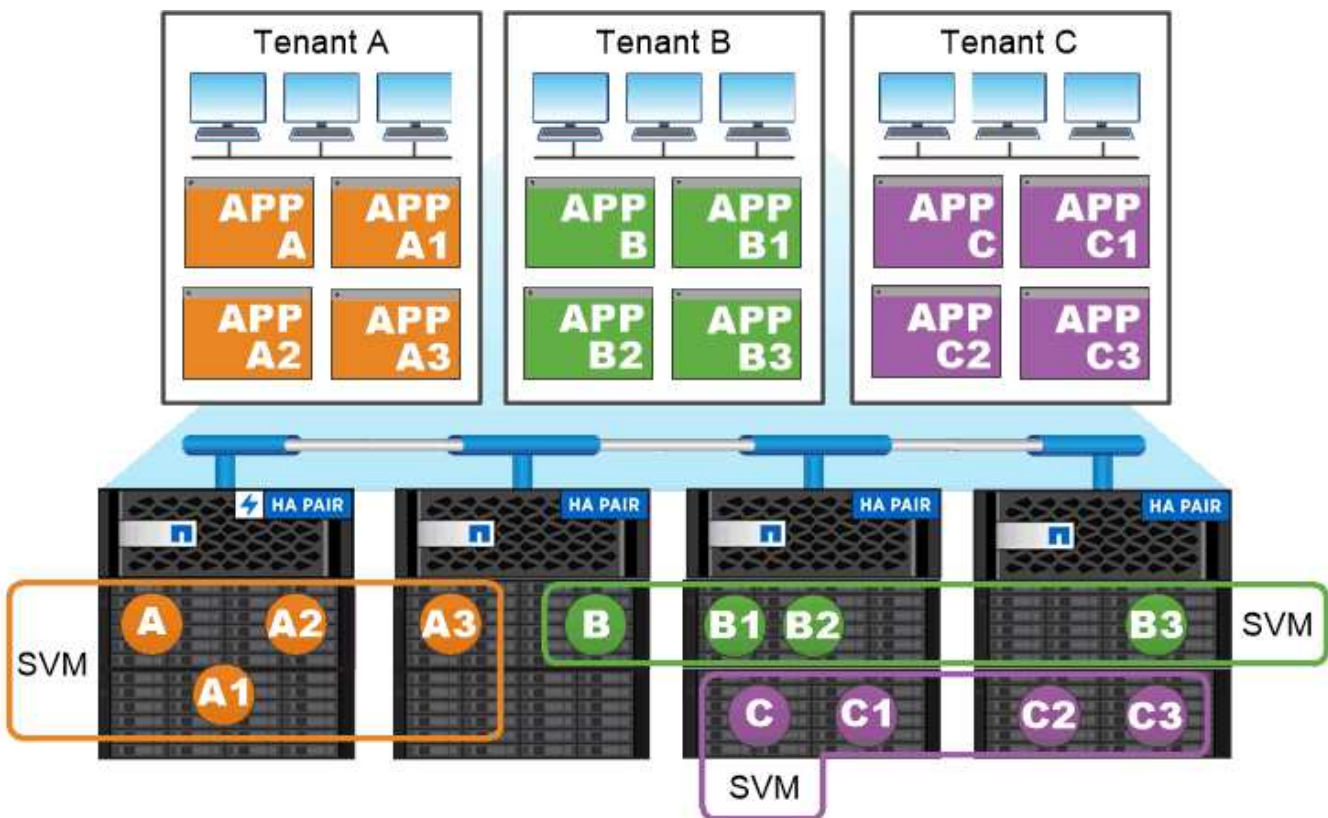 Tenant A
Tenant B
Tenant C
APP A
APP A1
APP B
APP B1
APP C
APP C1
APP A2
APP A3
APP B2
APP B3
APP C2
APP C3
HA PAIR
HA PAIR
HA PAIR
HA PAIR
A
A2
A3
B
B1
B2
B3
SVM
SVM
A1
C
C1
C2
C3
SVM